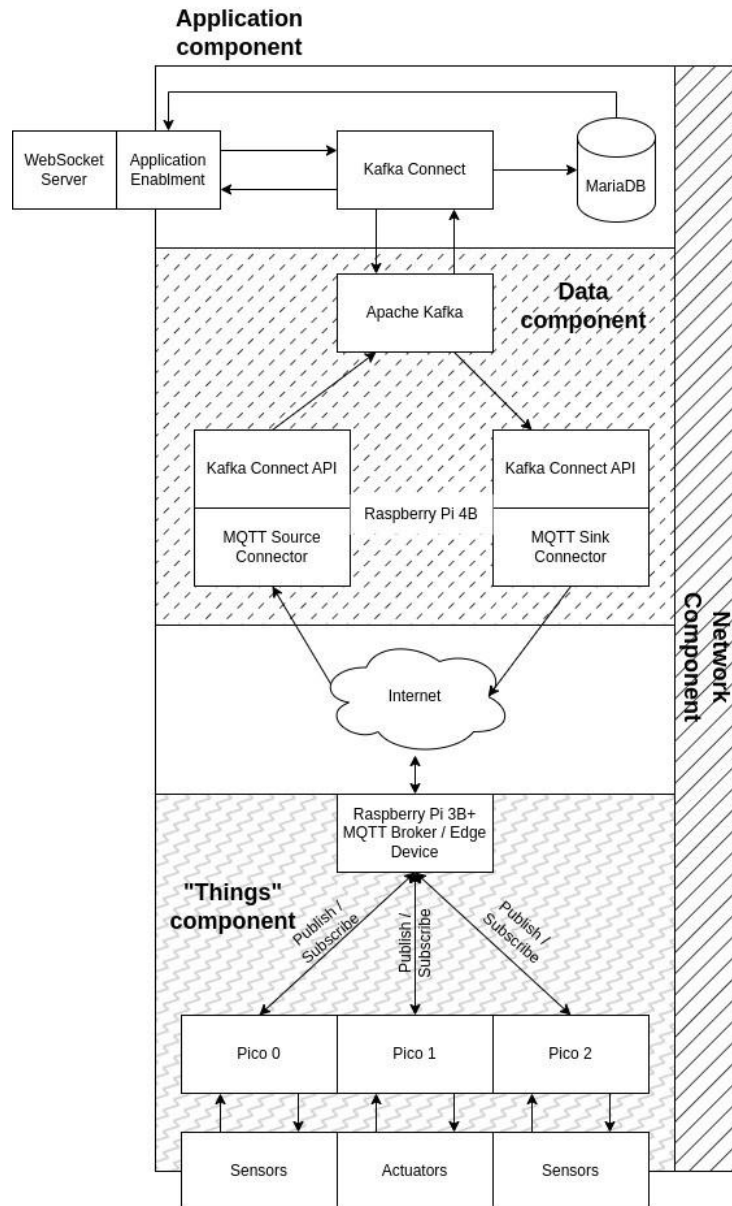 Application
component
WebSocket
Server
Application
Enablment
Kafka Connect
MariaDB
Apache Kafka
Data
component
Kafka Connect API
Kafka Connect API
Raspberry Pi 4B
MQTT Source
Connector
MQTT Sink
Connector
Network
Component
Internet
Raspberry Pi 3B+
MQTT Broker / Edge
Device
"Things"
component
Publish /
Subscribe
Publish /
Subscribe
Publish /
Subscribe
Pico 0
Pico 1
Pico 2
Sensors
Actuators
Sensors